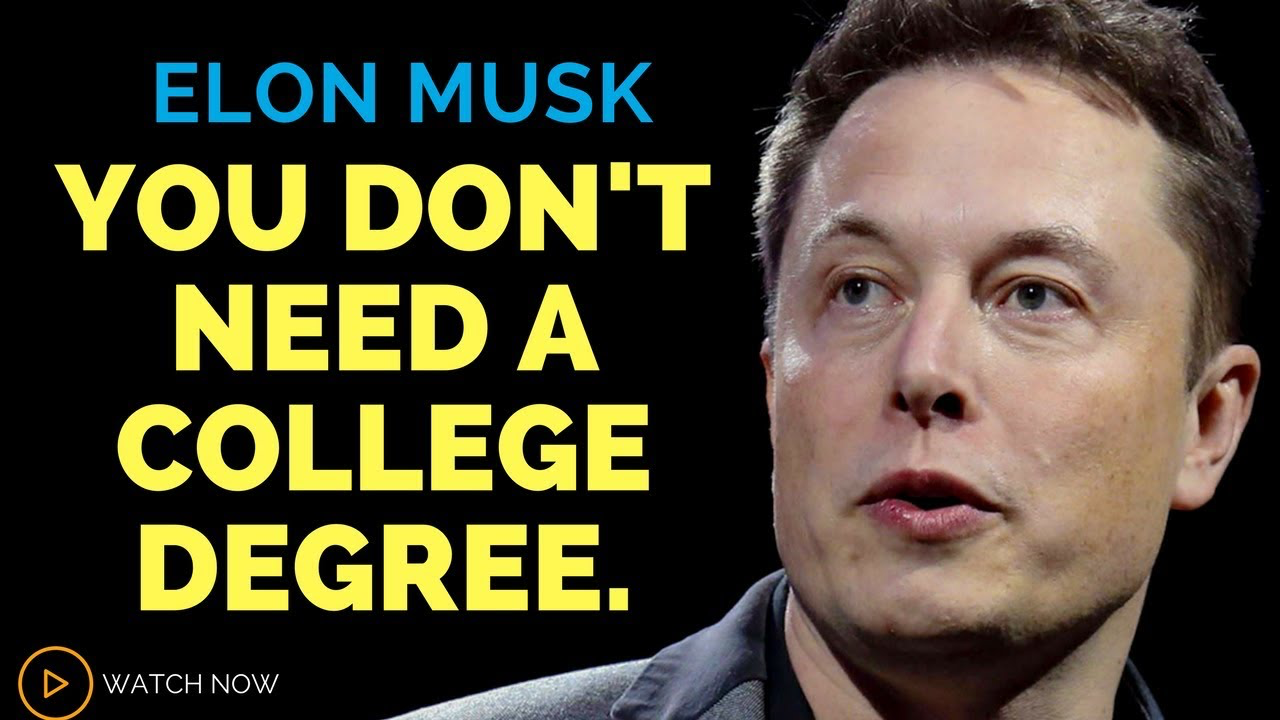 ELON MUSK
YOU DON'T
NEED A
COLLEGE
DEGREE.
WATCH NOW